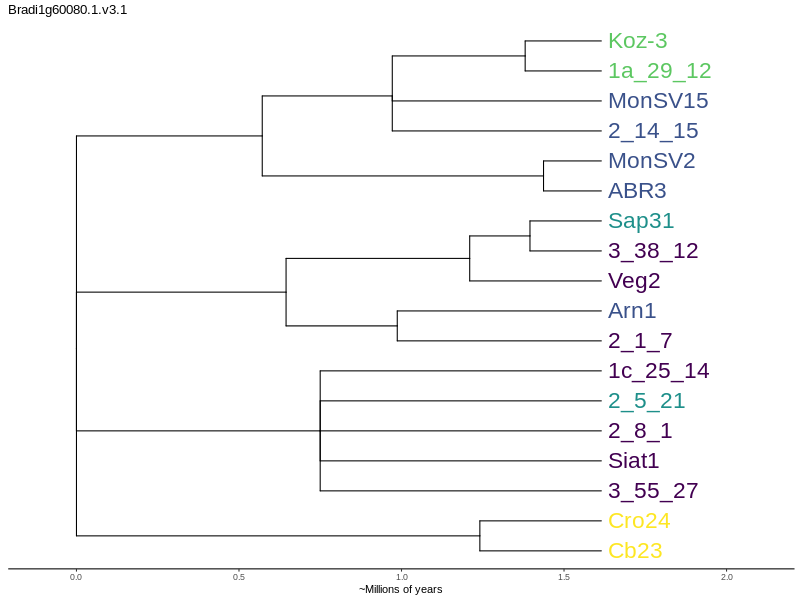 Bradi1g60080.1.v3.1
Koz-3
1a_29_12
MonSV15
2_14_15
MonSV2
ABR3
Sap31
3_38_12
Veg2
Arn1
2_1_7
1c_25_14
2_5_21
2_8_1
Siat1
3_55_27
Cro24
Cb23
0.0 0.5 1.0 1.5 2.0
~Millions of years